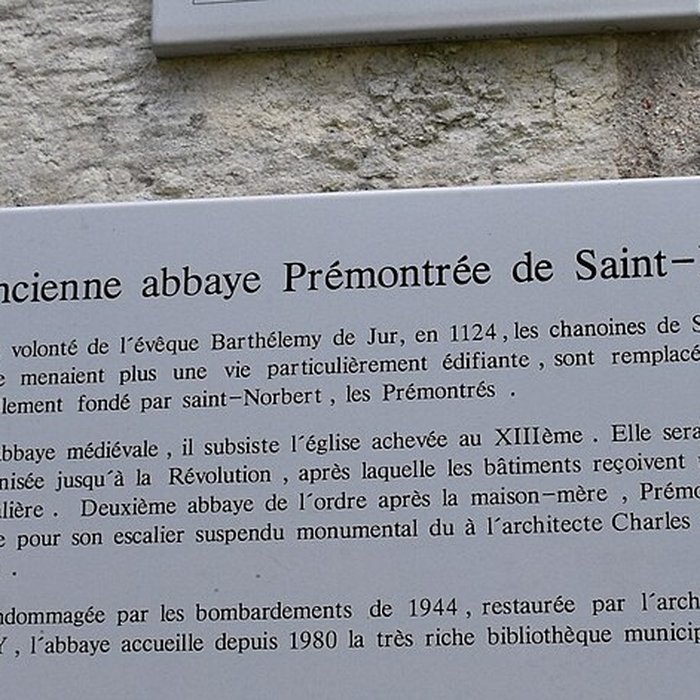 ncienne abbaye Prémontrée de Saint-
volonté de l'évêque Barthélemy de Jur, en 1124, les chanoines de S
e menaient plus une vie particulièrement édifiante, sont remplacé
lement fondé par saint-Norbert, les Prémontrés .
bbaye médiévale, il subsiste l'église achevée au XIIIème. Elle sera
nisée jusqu'à la Révolution, après laquelle les bâtiments reçoivent
lière. Deuxième abbaye de l'ordre après la maison-mère, Prémo
e pour son escalier suspendu monumental du à l'architecte Charles
.
ndommagée par les bombardements de 1944, restaurée par l'arch
Y, l'abbaye accueille depuis 1980 la très riche bibliothèque municip